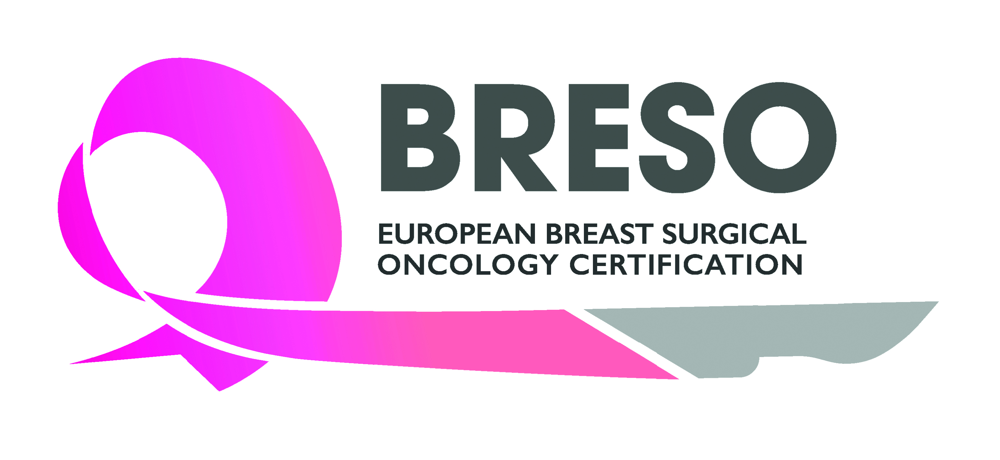 BRESO
EUROPEAN BREAST SURGICAL
ONCOLOGY CERTIFICATION